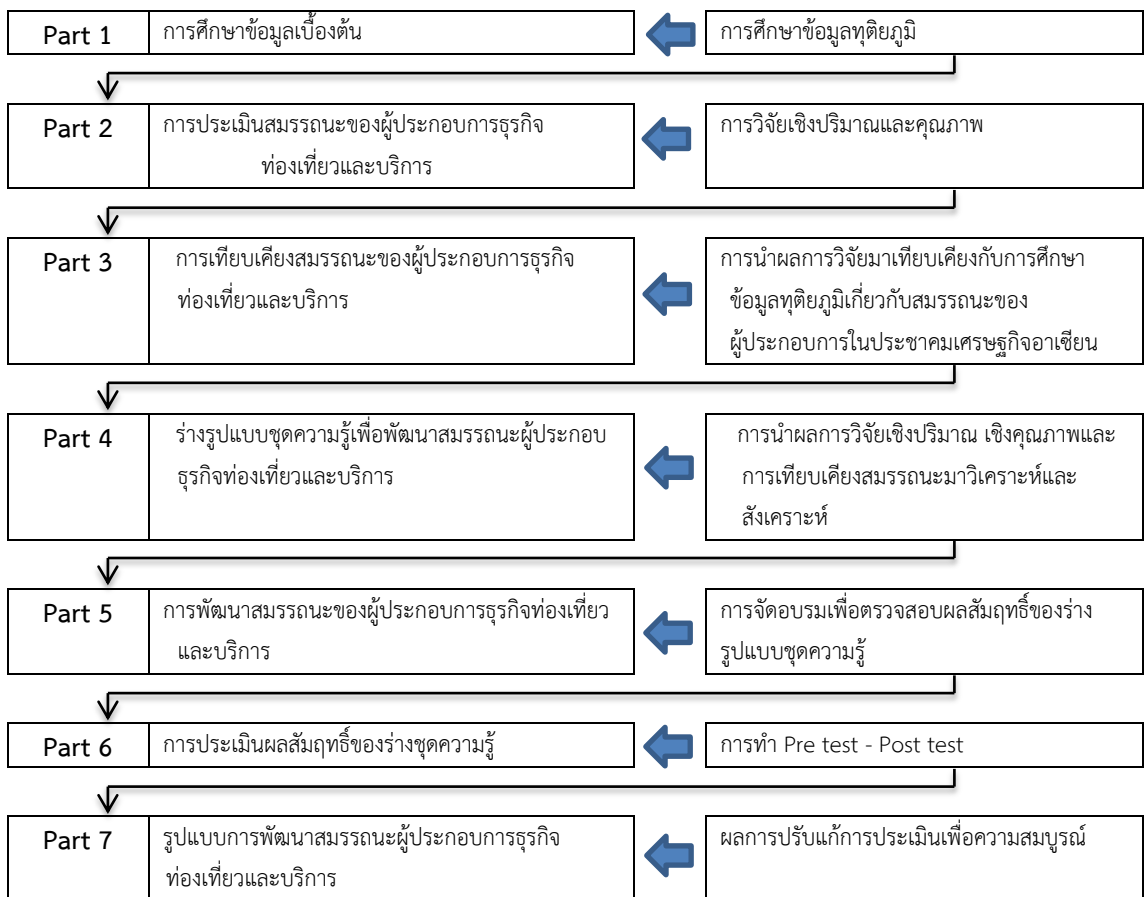 Part 1 การศึกษาข้อมูลเบื้องต้น การศึกษาข้อมูลทุติยภูมิ
Part 2 การประเมินสมรรถนะของผู้ประกอบการธุรกิจ
ท่องเที่ยวและบริการ
การวิจัยเชิงปริมาณและคุณภาพ
Part 3 การเทียบเคียงสมรรถนะของผู้ประกอบการธุรกิจ
ท่องเที่ยวและบริการ
การนำผลการวิจัยมาเทียบเคียงกับการศึกษา
ข้อมูลทุติยภูมิเกี่ยวกับสมรรถนะของ
ผู้ประกอบการในประชาคมเศรษฐกิจอาเซียน
Part 4 ร่างรูปแบบชุดความรู้เพื่อพัฒนาสมรรถนะผู้ประกอบ
ธุรกิจท่องเที่ยวและบริการ
การนำผลการวิจัยเชิงปริมาณ เชิงคุณภาพและ
การเทียบเคียงสมรรถนะมาวิเคราะห์และ
สังเคราะห์
Part 5 การพัฒนาสมรรถนะของผู้ประกอบการธุรกิจท่องเที่ยว
และบริการ
การจัดอบรมเพื่อตรวจสอบผลสัมฤทธิ์ของร่าง
รูปแบบชุดความรู้
Part 6 การประเมินผลสัมฤทธิ์ของร่างชุดความรู้ การทำ Pre test - Post test
Part 7 รูปแบบการพัฒนาสมรรถนะผู้ประกอบการธุรกิจ
ท่องเที่ยวและบริการ
ผลการปรับแก้การประเมินเพื่อความสมบูรณ์